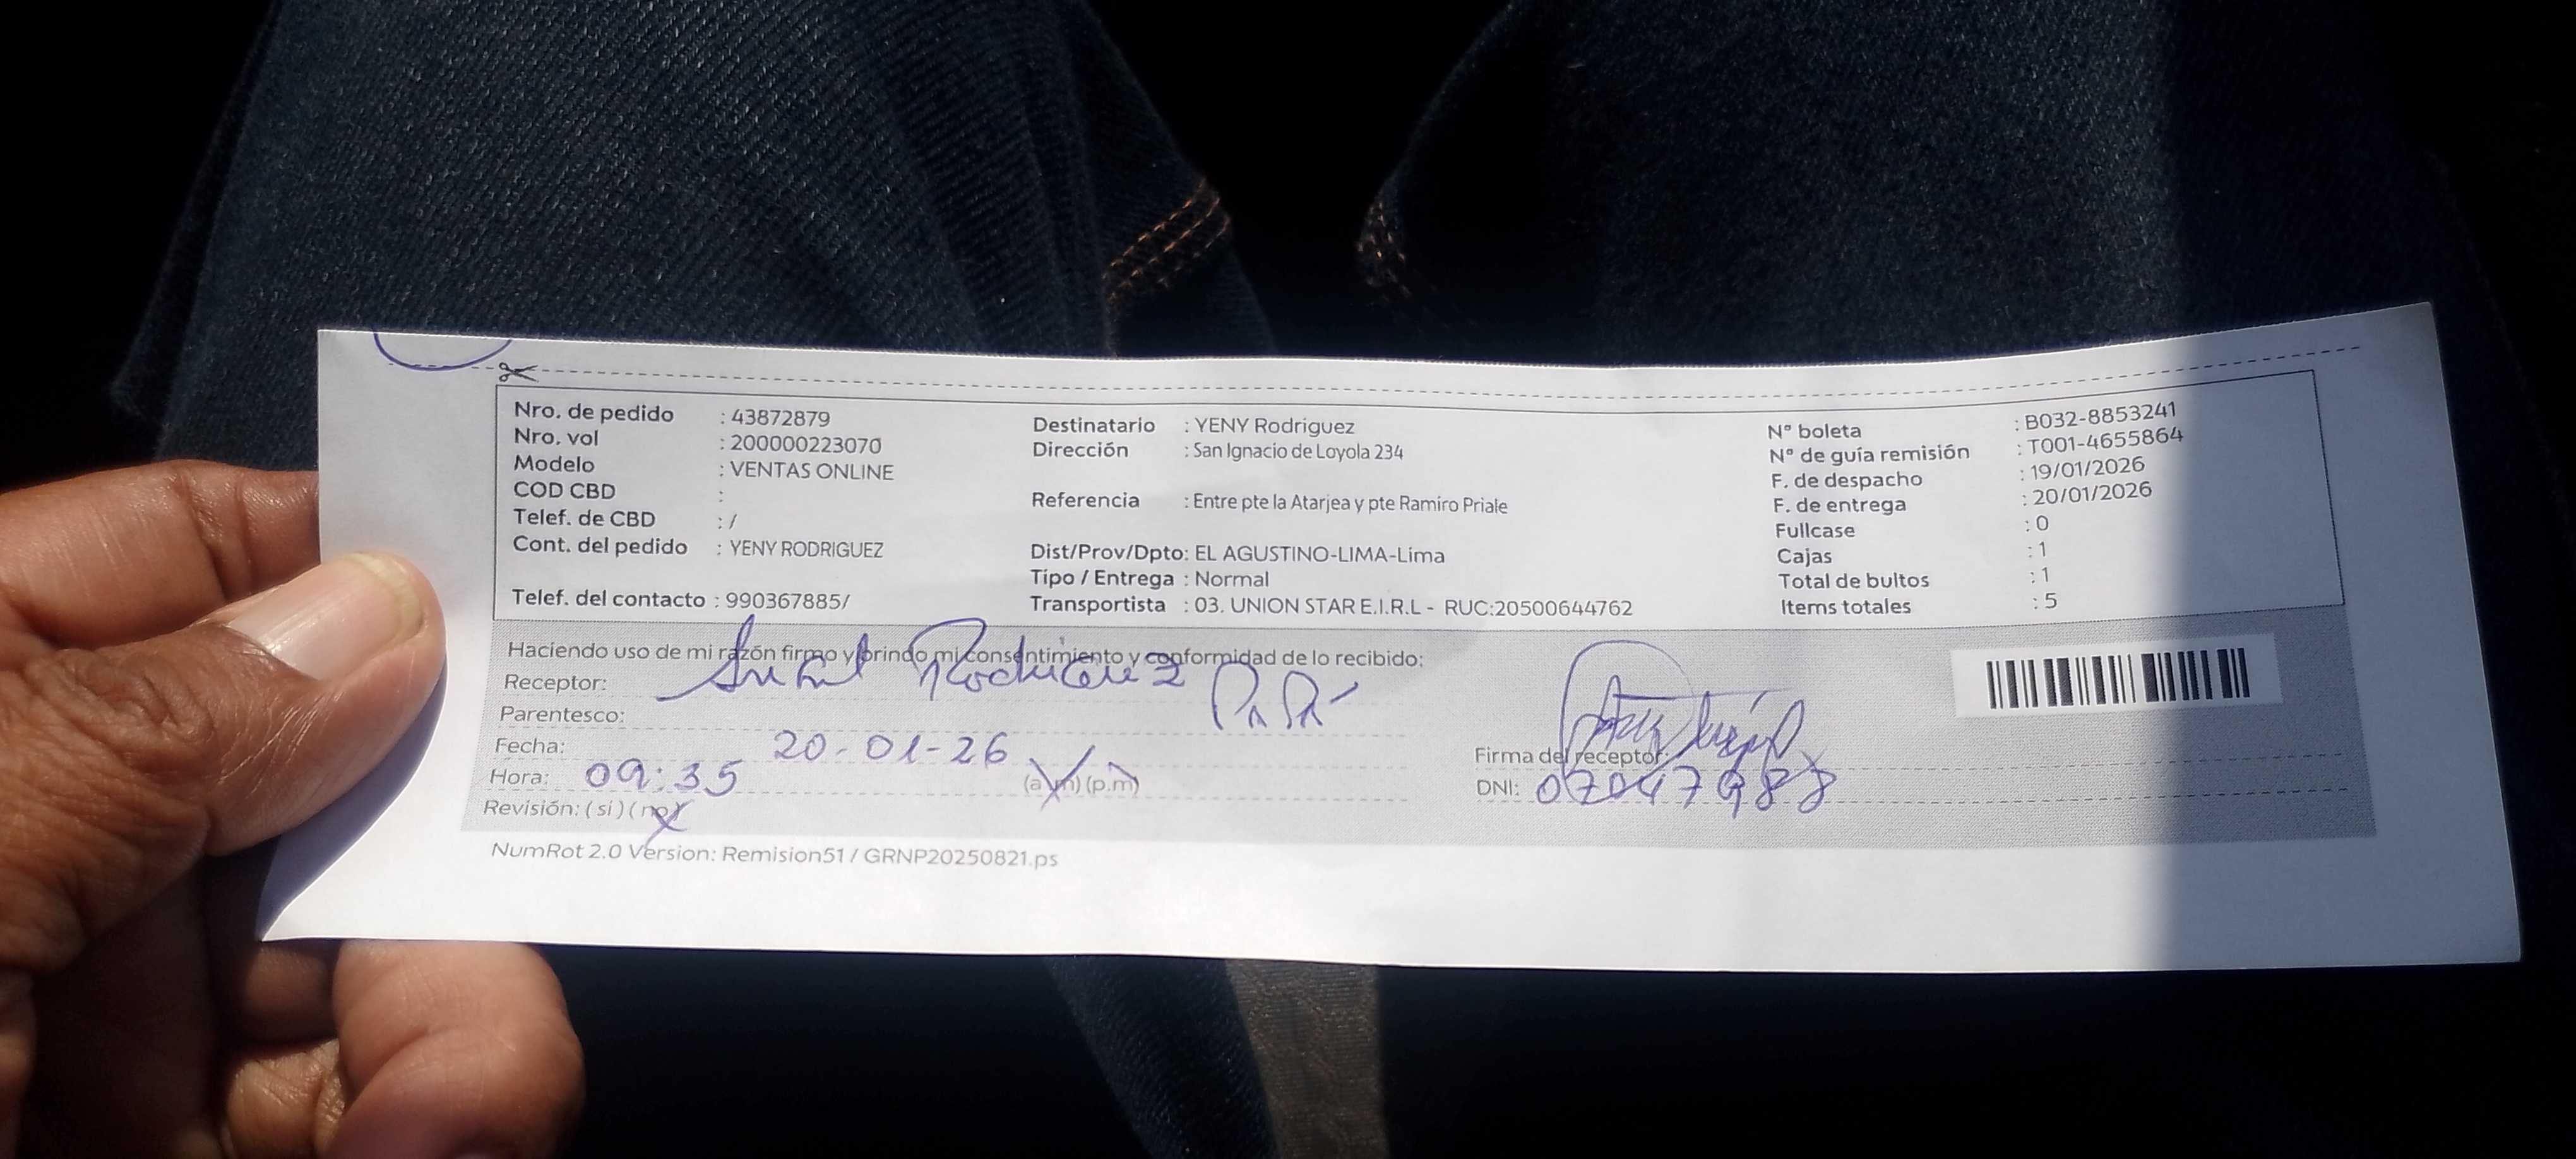 Nro. de pedido : 43872879
Nro. vol : 200000223070
Modelo : VENTAS ONLINE
COD CBD :
Telef. de CBD : /
Cont. del pedido : YENY RODRIGUEZ
Telef. del contacto : 990367885/
Destinatario : YENY Rodriguez
Dirección : San Ignacio de Loyola 234
Referencia : Entre pte la Atarjea y pte Ramiro Priale
Dist/Prov/Dpto: EL AGUSTINO-LIMA-Lima
Tipo / Entrega : Normal
Transportista : 03. UNION STAR E.I.R.L - RUC:20500644762
N° boleta : B032-8853241
N° de guía remisión : T001-4655864
F. de despacho : 19/01/2026
F. de entrega : 20/01/2026
Fullcase : 0
Cajas : 1
Total de bultos : 1
Items totales : 5
Haciendo uso de mi razón firmo y brindo mi consentimiento y conformidad de lo recibido:
Receptor: Rodriguez
Parentesco: PaPá
Fecha: 20-01-26
Hora: 09:35 (a.m) (p.m)
Revisión: (si) (no)
Firma del receptor:
DNI:
NumRot 2.0 Version: Remision51 / GRNP20250821.ps